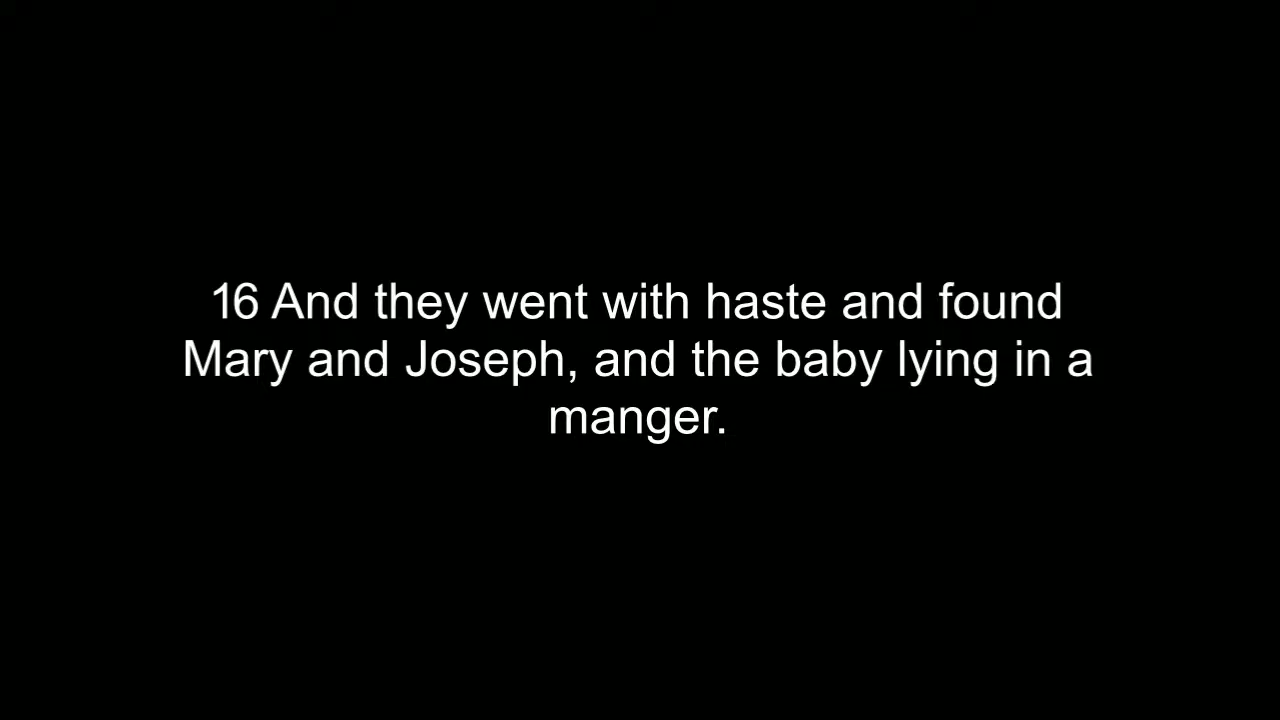 16 And they went with haste and found
Mary and Joseph, and the baby lying in a
manger.